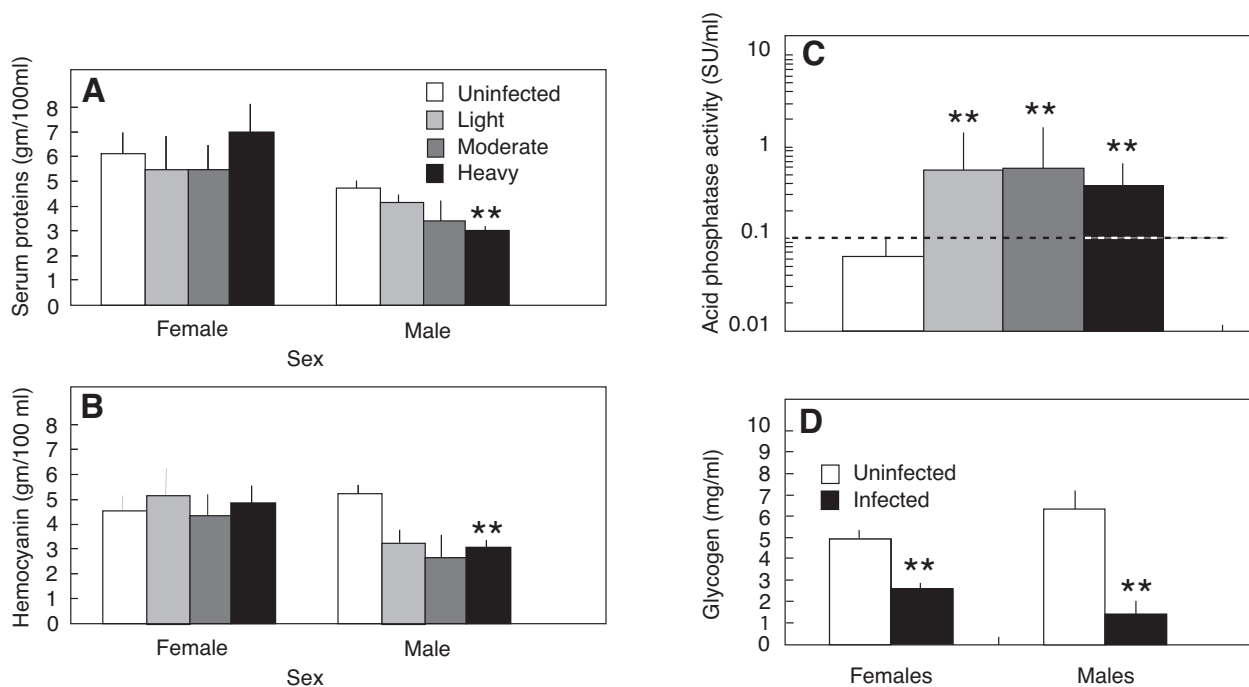 A
Serum proteins (gm/100ml)
8
7
6
5
4
3
2
1
0
Uninfected
Light
Moderate
Heavy
**
Female
Male
Sex
B
Hemocyanin (gm/100 ml)
8
7
6
5
4
3
2
1
0
**
Female
Male
Sex
C
Acid phosphatase activity (SU/ml)
10
1
0.1
0.01
**
**
**
D
Glycogen (mg/ml)
10
9
8
7
6
5
4
3
2
1
0
Uninfected
Infected
**
**
Females
Males